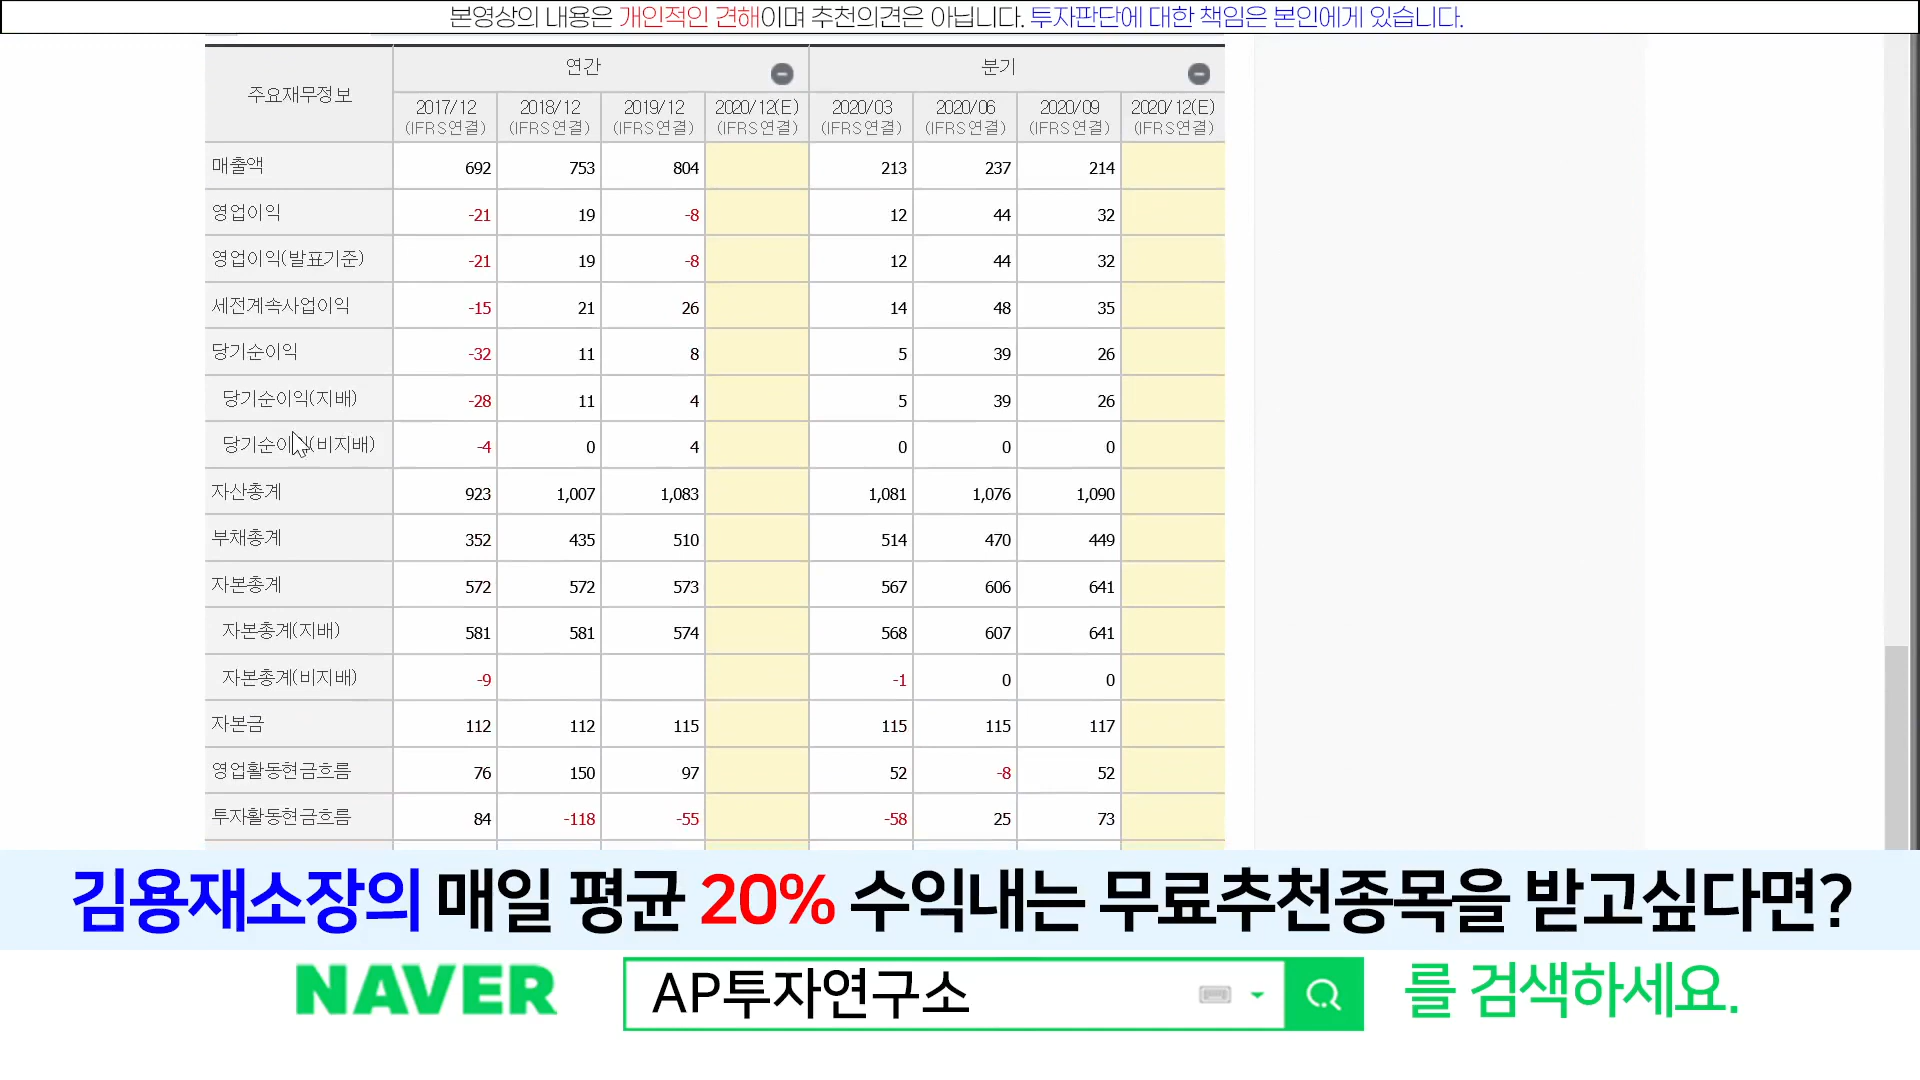 본영상의 내용은 개인적인 견해이며 추천의견은 아닙니다. 투자판단에 대한 책임은 본인에게 있습니다.
주요재무정보 연간 분기
2017/12 2018/12 2019/12 2020/12(E) 2020/03 2020/06 2020/09 2020/12(E)
(IFRS연결) (IFRS연결) (IFRS연결) (IFRS연결) (IFRS연결) (IFRS연결) (IFRS연결) (IFRS연결)
매출액 692 753 804 213 237 214
영업이익 -21 19 -8 12 44 32
영업이익(발표기준) -21 19 -8 12 44 32
세전계속사업이익 -15 21 26 14 48 35
당기순이익 -32 11 8 5 39 26
당기순이익(지배) -28 11 4 5 39 26
당기순이익(비지배) -4 0 4 0 0 0
자산총계 923 1,007 1,083 1,081 1,076 1,090
부채총계 352 435 510 514 470 449
자본총계 572 572 573 567 606 641
자본총계(지배) 581 581 574 568 607 641
자본총계(비지배) -9 -1 0 0
자본금 112 112 115 115 115 117
영업활동현금흐름 76 150 97 52 -8 52
투자활동현금흐름 84 -118 -55 -58 25 73
김용재소장의 매일 평균 20% 수익내는 무료추천종목을 받고싶다면?
NAVER AP투자연구소 를 검색하세요.